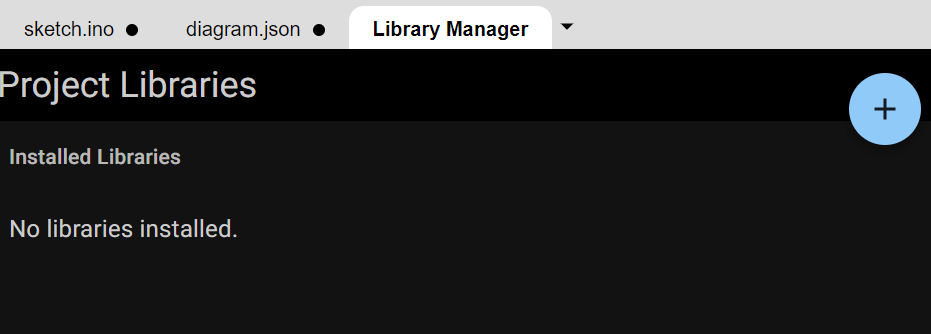 sketch.ino ● diagram.json ● Library Manager
Project Libraries
+
Installed Libraries
No libraries installed.